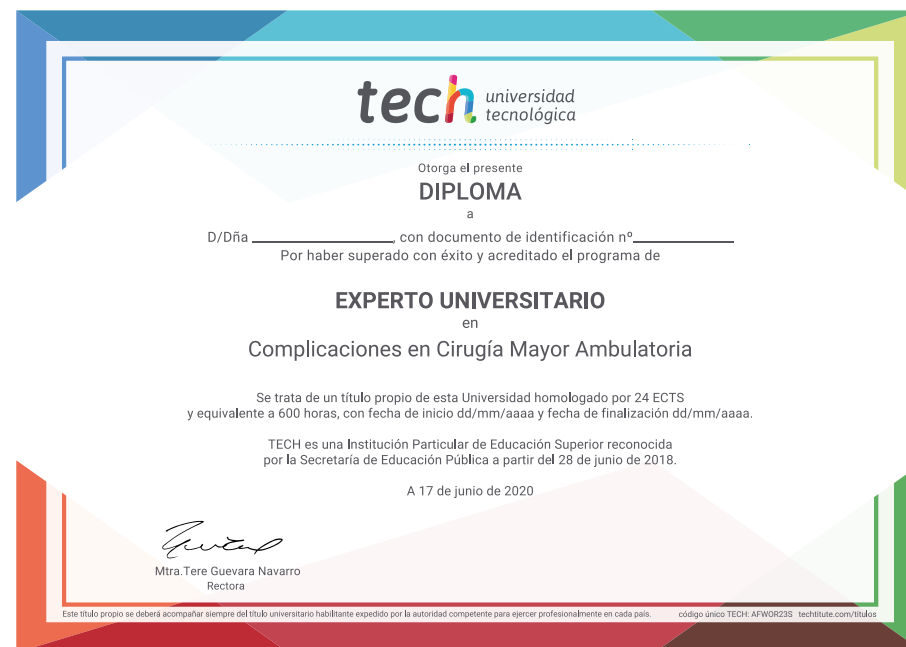 tech universidad
tecnológica
Otorga el presente
DIPLOMA
a
D/Dña ____________________, con documento de identificación nº______________
Por haber superado con éxito y acreditado el programa de
EXPERTO UNIVERSITARIO
en
Complicaciones en Cirugía Mayor Ambulatoria
Se trata de un título propio de esta Universidad homologado por 24 ECTS
y equivalente a 600 horas, con fecha de inicio dd/mm/aaaa y fecha de finalización dd/mm/aaaa.
TECH es una Institución Particular de Educación Superior reconocida
por la Secretaría de Educación Pública a partir del 28 de junio de 2018.
A 17 de junio de 2020
Mtra.Tere Guevara Navarro
Rectora
Este título propio se deberá acompañar siempre del título universitario habilitante expedido por la autoridad competente para ejercer profesionalmente en cada país. código único TECH: AFWOR23S techtitute.com/titulos